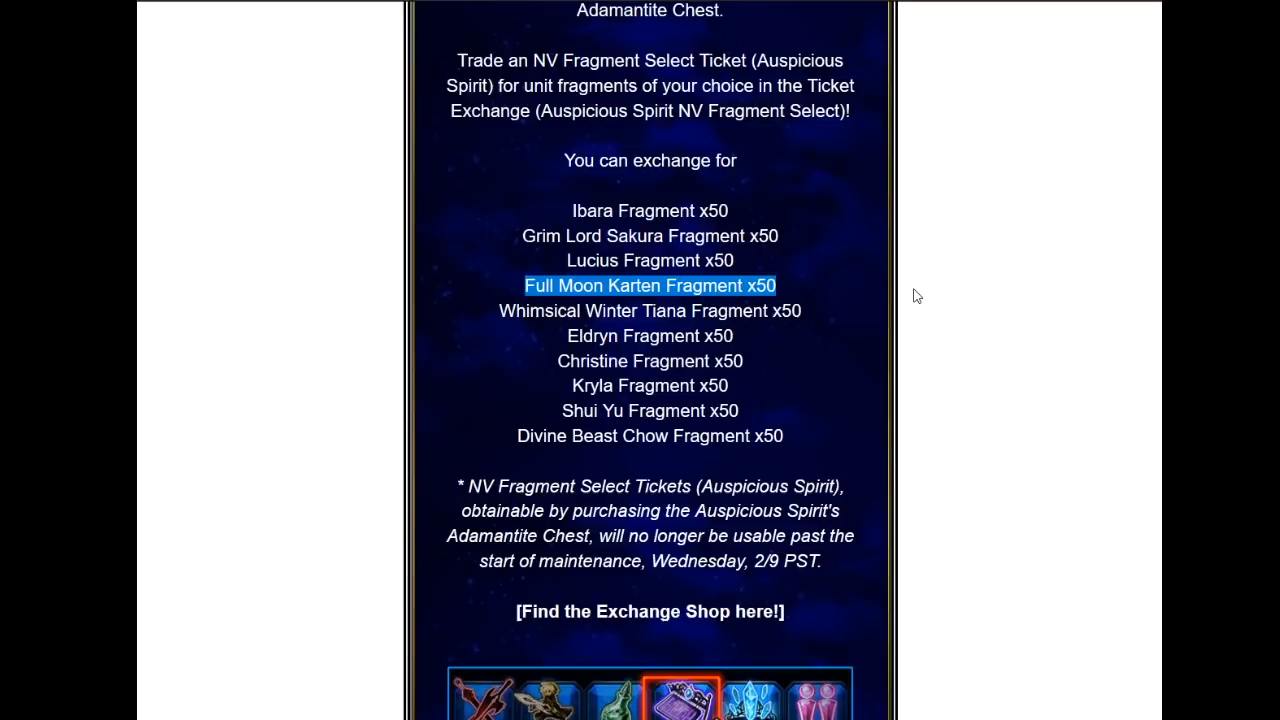 Adamantite Chest.
Trade an NV Fragment Select Ticket (Auspicious
Spirit) for unit fragments of your choice in the Ticket
Exchange (Auspicious Spirit NV Fragment Select)!
You can exchange for
Ibara Fragment x50
Grim Lord Sakura Fragment x50
Lucius Fragment x50
Full Moon Karten Fragment x50
Whimsical Winter Tiana Fragment x50
Eldryn Fragment x50
Christine Fragment x50
Kryla Fragment x50
Shui Yu Fragment x50
Divine Beast Chow Fragment x50
* NV Fragment Select Tickets (Auspicious Spirit),
obtainable by purchasing the Auspicious Spirit's
Adamantite Chest, will no longer be usable past the
start of maintenance, Wednesday, 2/9 PST.
[Find the Exchange Shop here!]